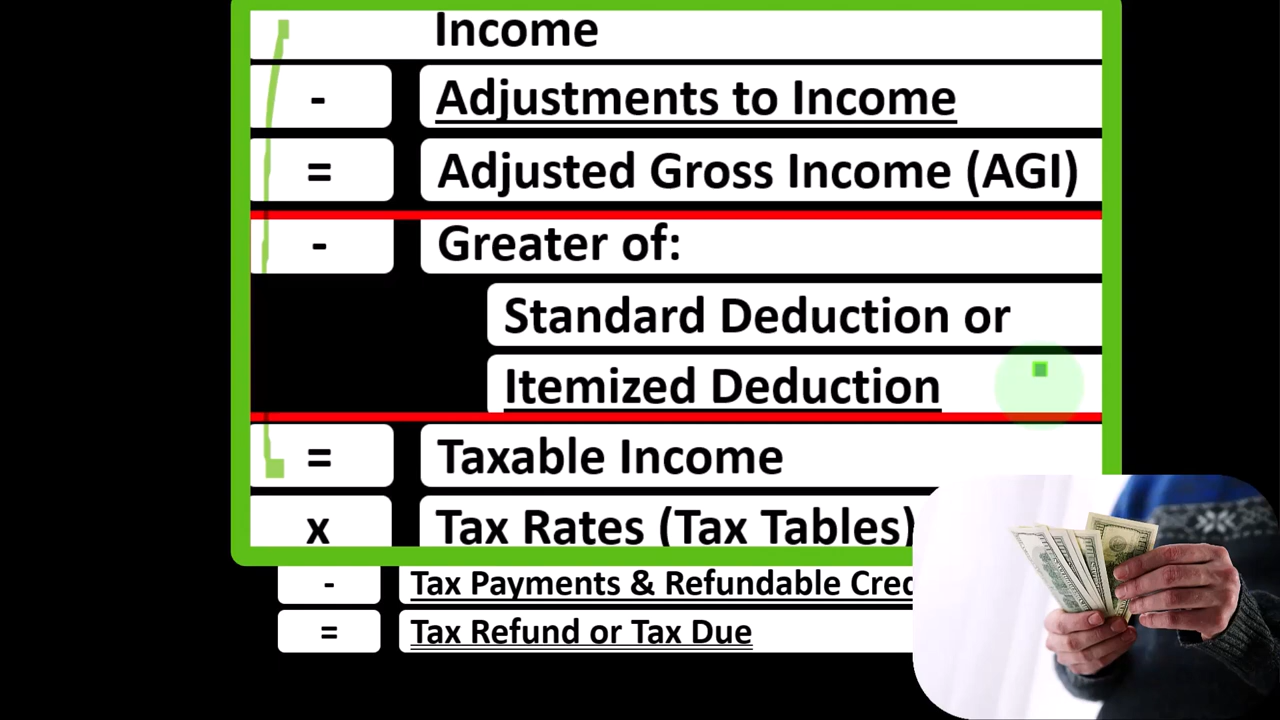 Income
- Adjustments to Income
= Adjusted Gross Income (AGI)
- Greater of:
Standard Deduction or
Itemized Deduction
= Taxable Income
x Tax Rates (Tax Tables)
- Tax Payments & Refundable
= Tax Refund or Tax Due